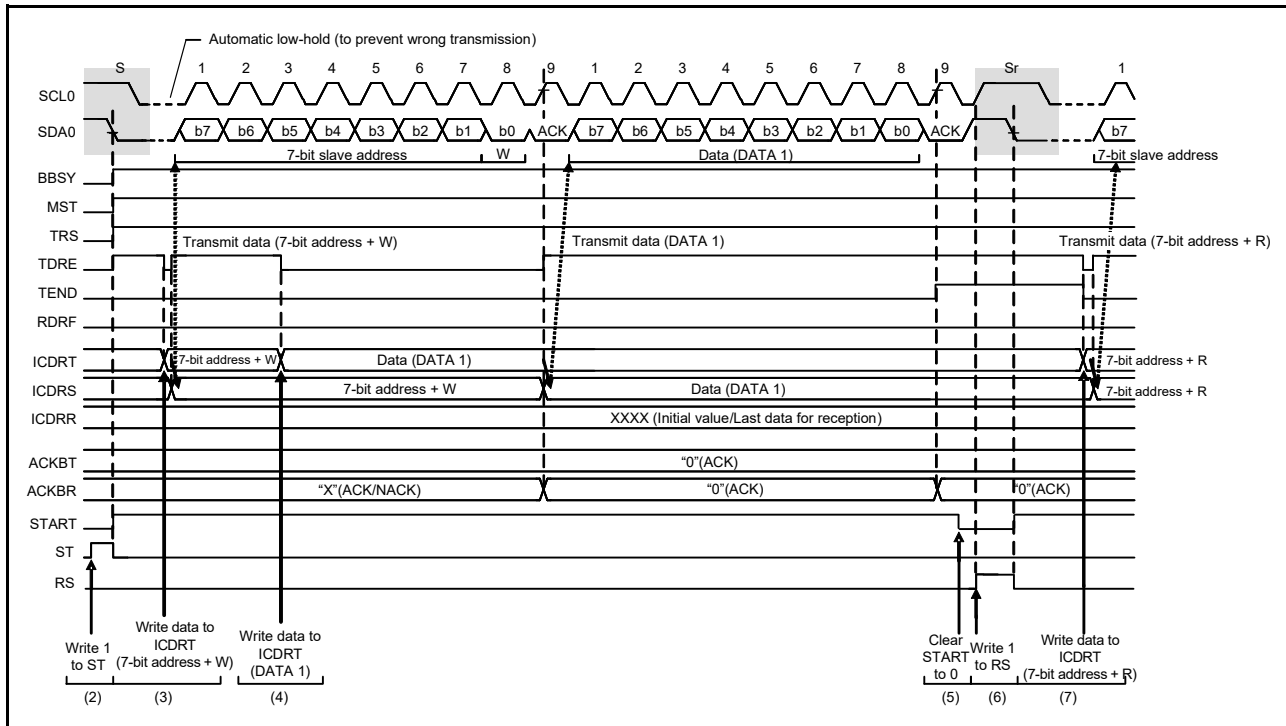 Automatic low-hold (to prevent wrong transmission)
S 1 2 3 4 5 6 7 8 9 1 2 3 4 5 6 7 8 9 Sr 1
SCL0
SDA0 b7 b6 b5 b4 b3 b2 b1 b0 ACK b7 b6 b5 b4 b3 b2 b1 b0 ACK b7
7-bit slave address W Data (DATA 1) 7-bit slave address
BBSY
MST
TRS
Transmit data (7-bit address + W) Transmit data (DATA 1) Transmit data (7-bit address + R)
TDRE
TEND
RDRF
ICDRT 7-bit address + W Data (DATA 1) 7-bit address + R
ICDRS 7-bit address + W Data (DATA 1) 7-bit address + R
ICDRR XXXX (Initial value/Last data for reception)
ACKBT “0”(ACK)
ACKBR “X”(ACK/NACK) “0”(ACK) “0”(ACK)
START
ST
RS
Write 1
to ST
Write data to
ICDRT
(7-bit address + W)
Write data to
ICDRT
(DATA 1)
Clear
START
to 0
Write 1
to RS
Write data to
ICDRT
(7-bit address + R)
(2) (3) (4) (5) (6) (7)